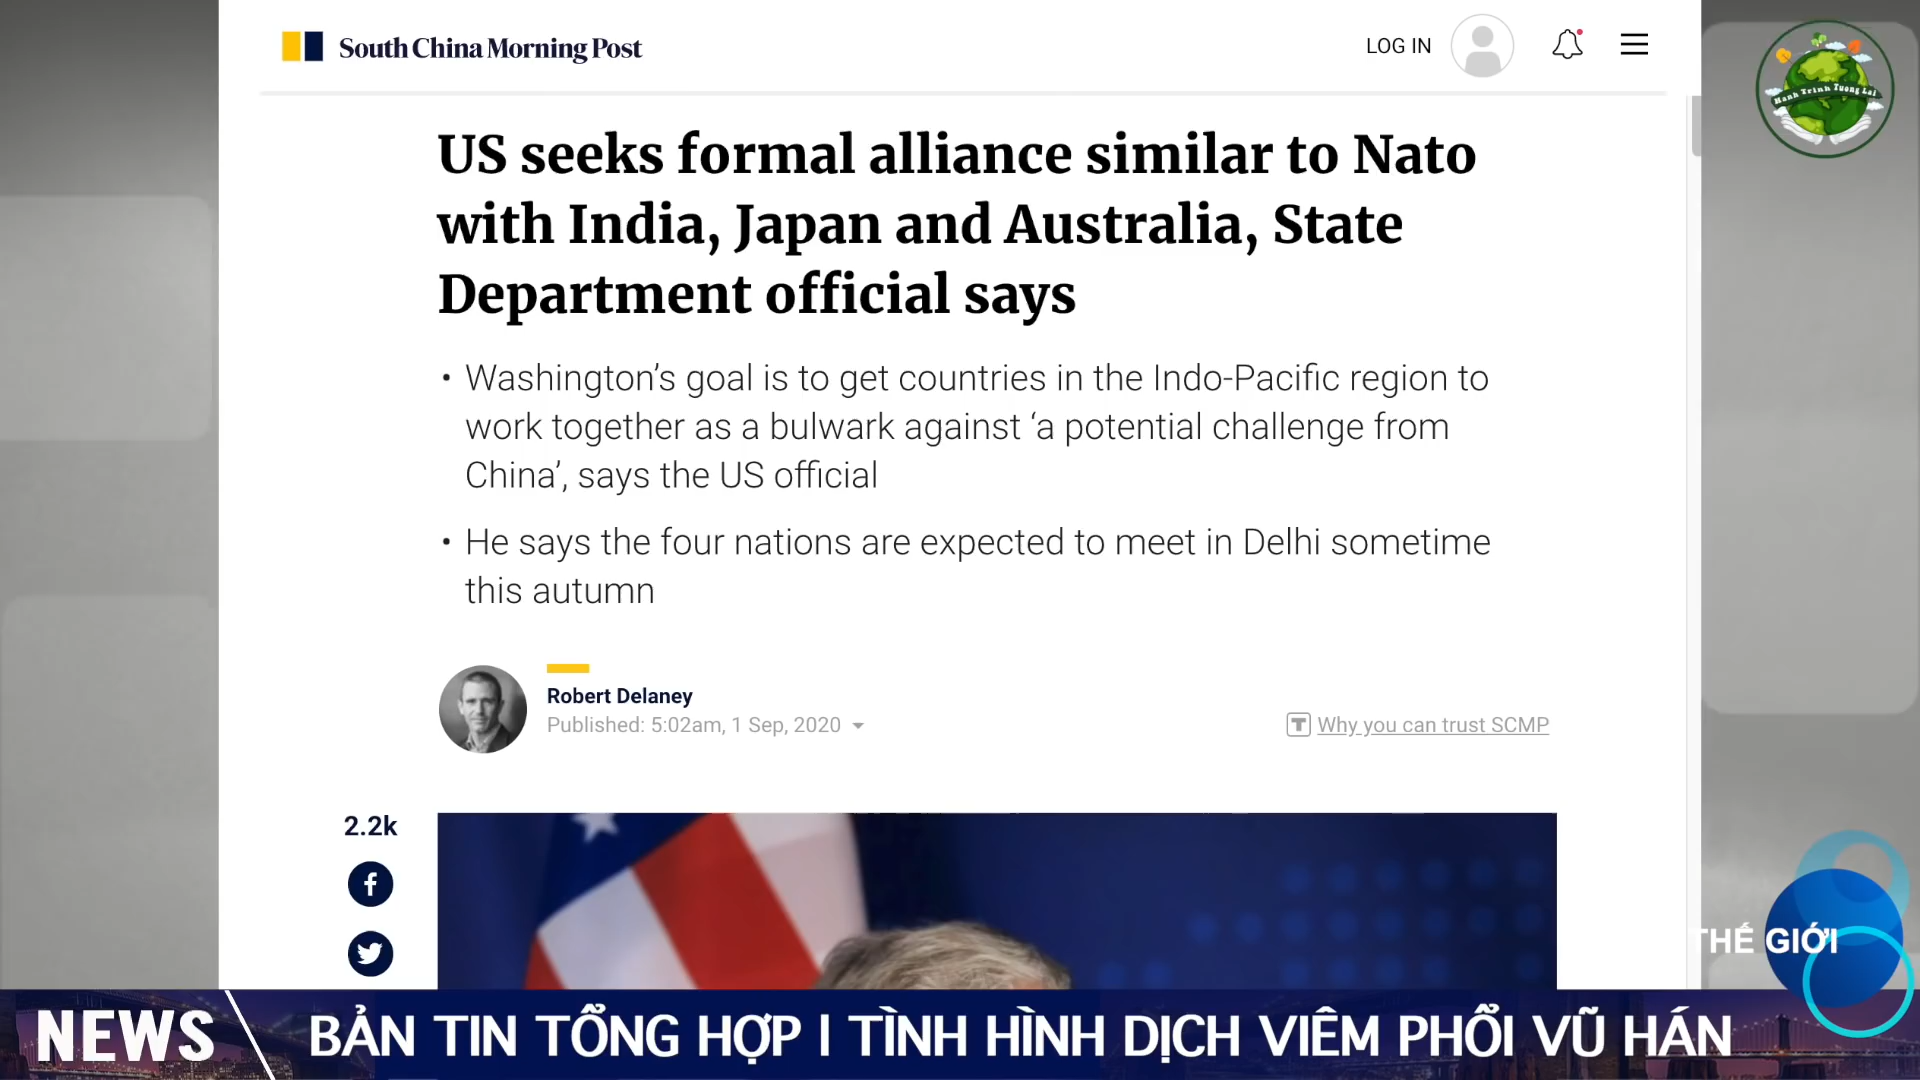 South China Morning Post
LOG IN
Hanh Trinh Tuong Lai
US seeks formal alliance similar to Nato
with India, Japan and Australia, State
Department official says
• Washington’s goal is to get countries in the Indo-Pacific region to
work together as a bulwark against ‘a potential challenge from
China’, says the US official
• He says the four nations are expected to meet in Delhi sometime
this autumn
Robert Delaney
Published: 5:02am, 1 Sep, 2020
Why you can trust SCMP
2.2k
THẾ GIỚI
NEWS
BẢN TIN TỔNG HỢP | TÌNH HÌNH DỊCH VIÊM PHỔI VŨ HÁN